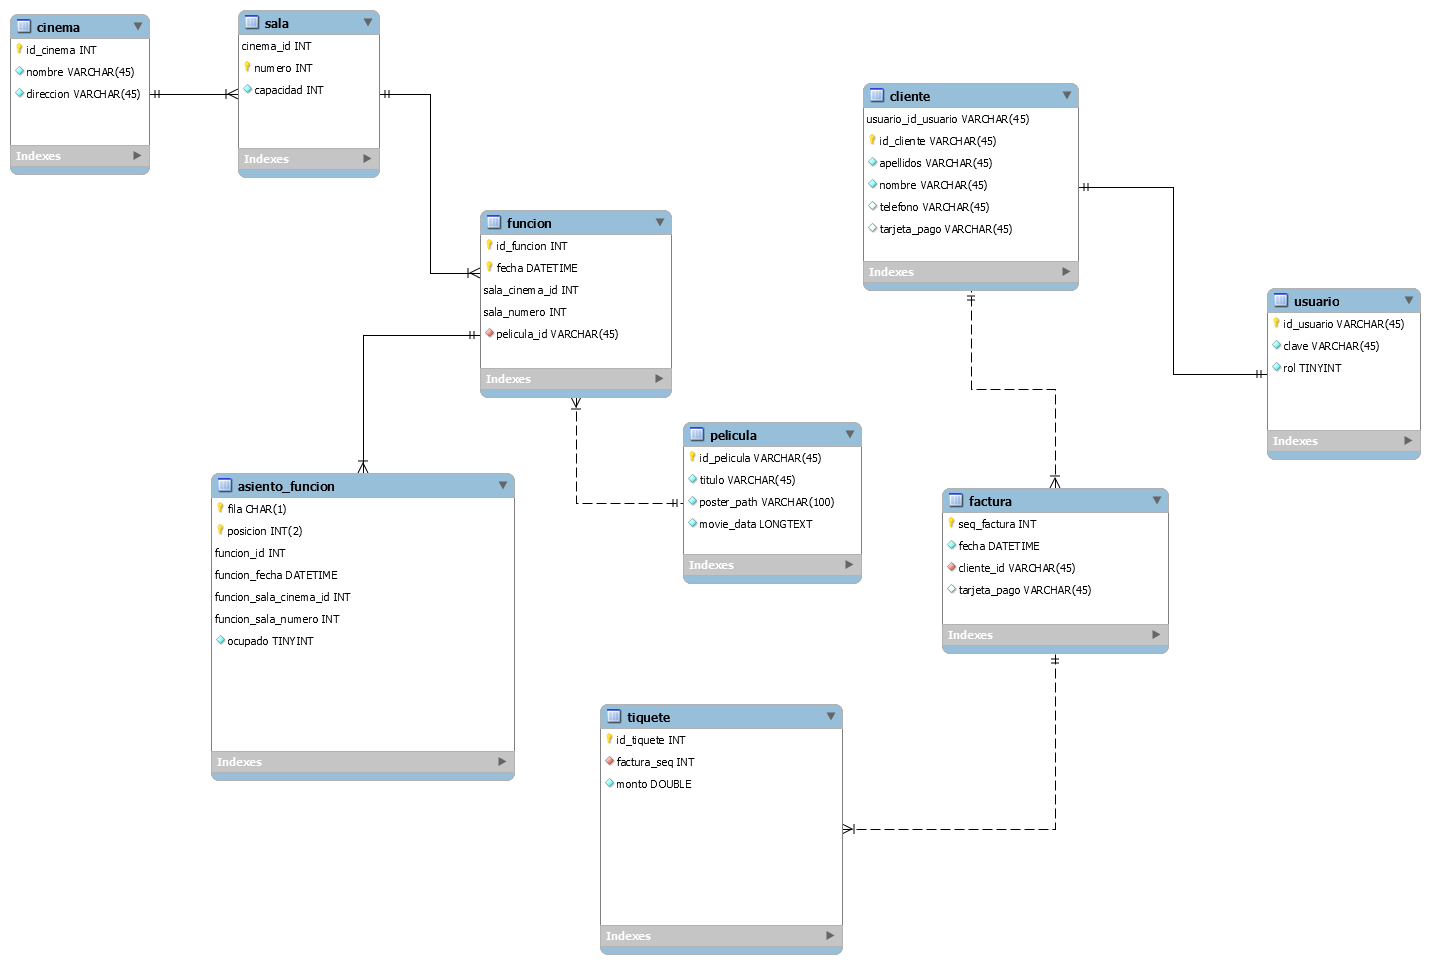 cinema
id_cinema INT
nombre VARCHAR(45)
direccion VARCHAR(45)
Indexes
sala
cinema_id INT
numero INT
capacidad INT
Indexes
funcion
id_funcion INT
fecha DATETIME
sala_cinema_id INT
sala_numero INT
pelicula_id VARCHAR(45)
Indexes
cliente
usuario_id_usuario VARCHAR(45)
id_cliente VARCHAR(45)
apellidos VARCHAR(45)
nombre VARCHAR(45)
telefono VARCHAR(45)
tarjeta_pago VARCHAR(45)
Indexes
usuario
id_usuario VARCHAR(45)
clave VARCHAR(45)
rol TINYINT
Indexes
pelicula
id_pelicula VARCHAR(45)
titulo VARCHAR(45)
poster_path VARCHAR(100)
movie_data LONGTEXT
Indexes
asiento_funcion
fila CHAR(1)
posicion INT(2)
funcion_id INT
funcion_fecha DATETIME
funcion_sala_cinema_id INT
funcion_sala_numero INT
ocupado TINYINT
Indexes
factura
seq_factura INT
fecha DATETIME
cliente_id VARCHAR(45)
tarjeta_pago VARCHAR(45)
Indexes
tiquete
id_tiquete INT
factura_seq INT
monto DOUBLE
Indexes